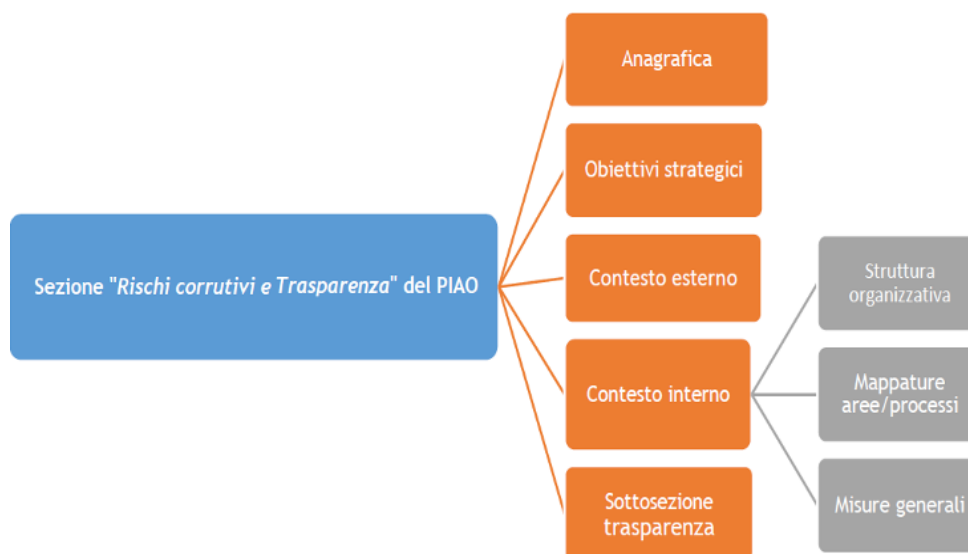 Sezione "Rischi corrutivi e Trasparenza" del PIAO
Anagrafica
Obiettivi strategici
Contesto esterno
Contesto interno
Sottosezione
trasparenza
Struttura
organizzativa
Mappature
aree/processi
Misure generali